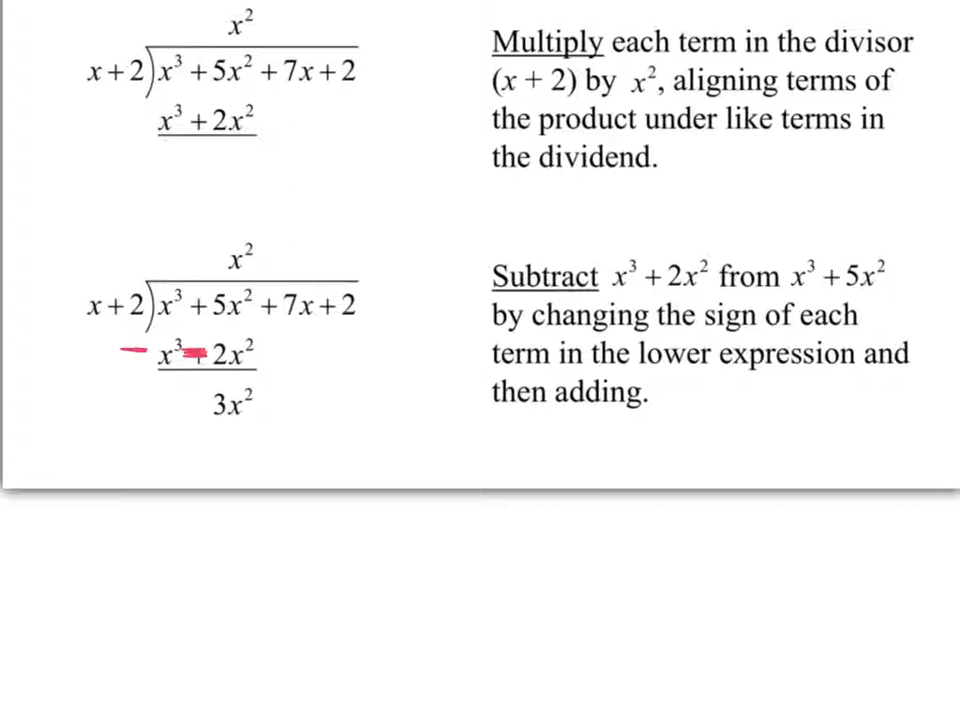 x²
x+2)x³+5x²+7x+2
x³+2x²
Multiply each term in the divisor
(x + 2) by x², aligning terms of
the product under like terms in
the dividend.
x²
x+2)x³+5x²+7x+2
− x³ − 2x²
3x²
Subtract x³+2x² from x³+5x²
by changing the sign of each
term in the lower expression and
then adding.